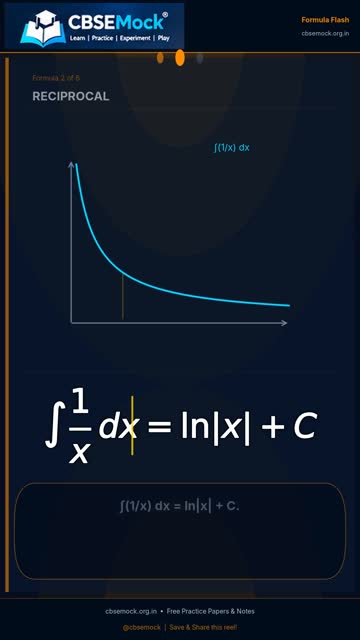 CBSEMock®
Learn | Practice | Experiment | Play
Formula Flash
cbsemock.org.in
Formula 2 of 6
RECIPROCAL
∫(1/x) dx
∫ 1/x dx = ln|x| + C
∫(1/x) dx = ln|x| + C.
cbsemock.org.in • Free Practice Papers & Notes
@cbsemock | Save & Share this reel!